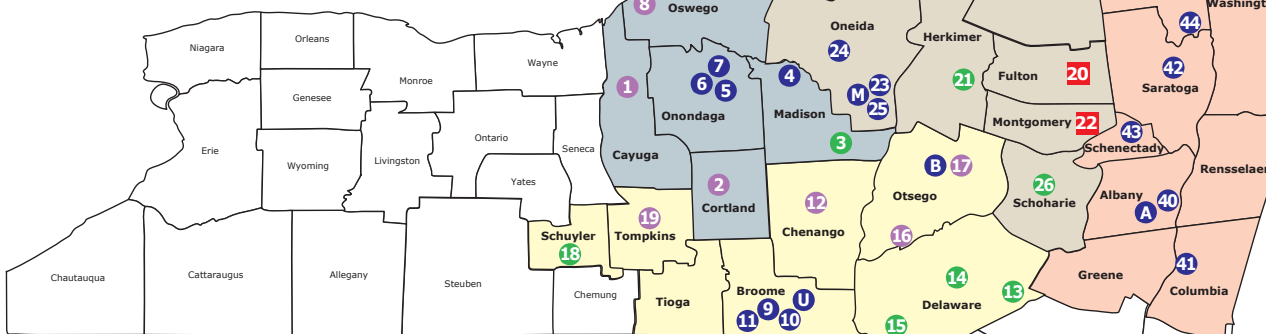 8
Oswego
Washingt
Oneida
44
Niagara
Orleans
Herkimer
24
Wayne
7
4
42
Monroe
6
5
23
21
Fulton
20
Saratoga
1
M
25
Genesee
Onondaga
Madison
Montgomery
22
43
Ontario
3
Schenectady
Erie
Seneca
Cayuga
Wyoming
Livingston
B
17
Rensselaer
Yates
2
26
Otsego
Albany
40
Cortland
12
Schoharie
A
19
Schuyler
Tompkins
Chenango
16
18
41
Chautauqua
Cattaraugus
Allegany
Steuben
14
Greene
Chemung
Tioga
Broome
U
13
Columbia
9
Delaware
11
10
15